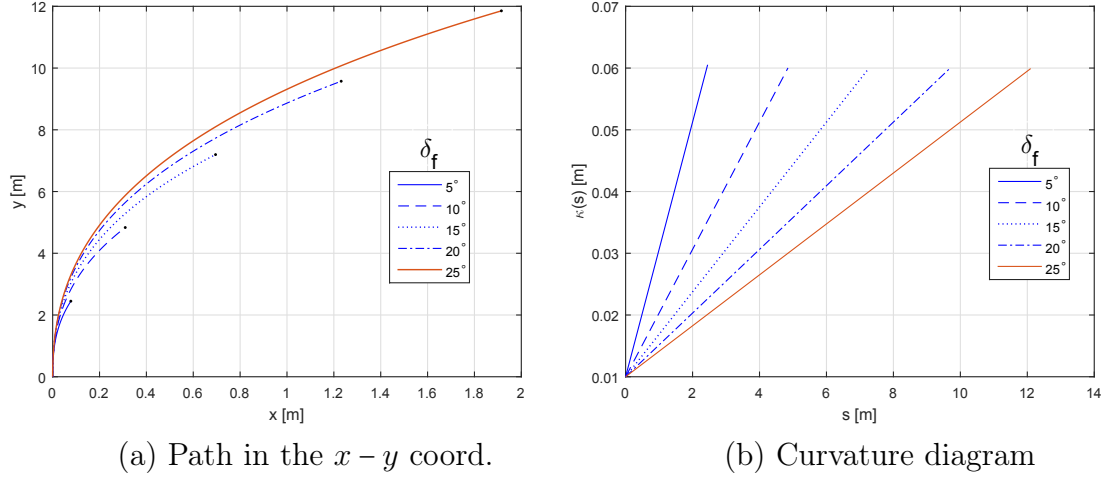 12
10
8
6
4
2
0
y [m]
0 0.2 0.4 0.6 0.8 1 1.2 1.4 1.6 1.8 2
x [m]
δf
5°
10°
15°
20°
25°
(a) Path in the x – y coord.
0.07
0.06
0.05
0.04
0.03
0.02
0.01
κ(s) [m]
0 2 4 6 8 10 12 14
s [m]
δf
5°
10°
15°
20°
25°
(b) Curvature diagram